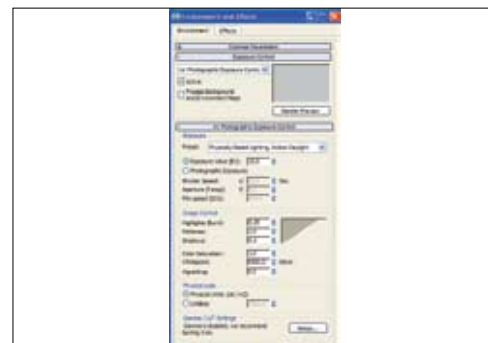 Environment and Effects
Environment Effects
Common Parameters
Exposure Control
mr Photographic Exposure Control
Active
Process Background
and Environment Maps
Render Preview
mr Photographic Exposure Control
Exposure
Preset: Physically Based Lighting, Indoor Daylight
Exposure Value (EV):
Photographic Exposure:
Shutter Speed: Sec
Aperture (f-stop):
Film speed (ISO):
Image Control
Highlights (Burn):
Midtones:
Shadows:
Color Saturation:
Whitepoint:
Vignetting:
Physical Scale
Physical Units: (cd/m2)
Unitless:
Gamma/LUT Settings
Setup...